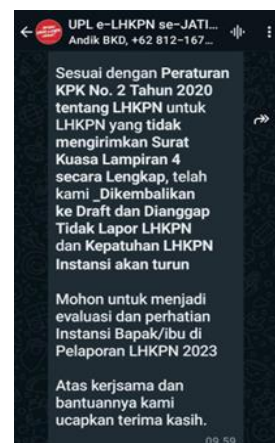 UPL e-LHKPN se-JATI...
Andik BKD, +62 812-167...
Sesuai dengan Peraturan
KPK No. 2 Tahun 2020
tentang LHKPN untuk
LHKPN yang tidak
mengirimkan Surat
Kuasa Lampiran 4
secara Lengkap, telah
kami _Dikembalikan
ke Draft dan Dianggap
Tidak Lapor LHKPN
dan Kepatuhan LHKPN
Instansi akan turun
Mohon untuk menjadi
evaluasi dan perhatian
Instansi Bapak/ibu di
Pelaporan LHKPN 2023
Atas kerjsama dan
bantuannya kami
ucapkan terima kasih.
09.59